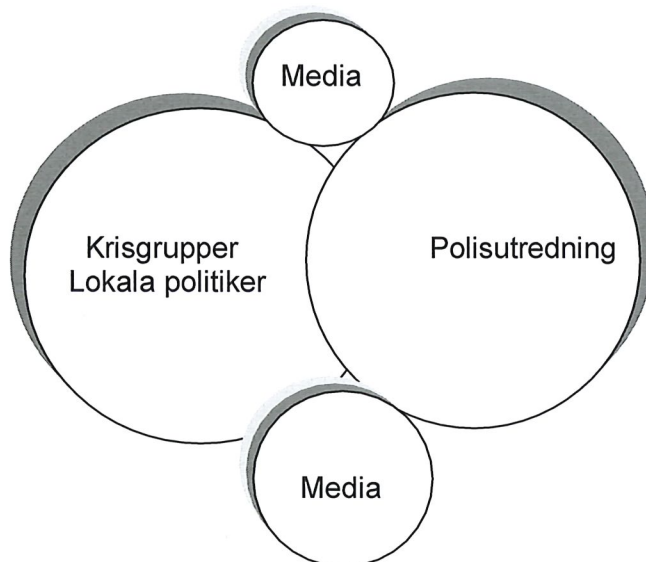 Media
Krisgrupper
Lokala politiker
Polisutredning
Media